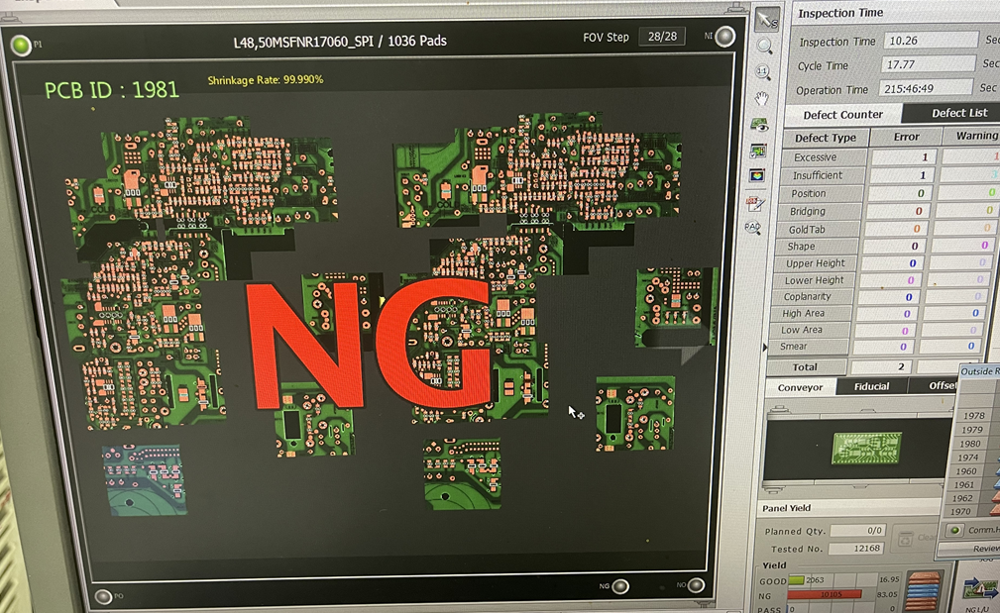 L48,50MSFNR17060_SPI / 1036 Pads
FOV Step 28/28
PI
NI
PCB ID : 1981
Shrinkage Rate: 99.990%
NG
PO
NG
NO
S
1:1
Inspection Time
Inspection Time 10.26 Sec
Cycle Time 17.77 Sec
Operation Time 215:46:49 Sec
Defect Counter Defect List
Defect Type Error Warning
Excessive 1 1
Insufficient 1 3
Position 0 0
Bridging 0 0
GoldTab 0 0
Shape 0 0
Upper Height 0 0
Lower Height 0 0
Coplanarity 0 0
High Area 0 0
Low Area 0 0
Smear 0 0
Total 2
Conveyor Fiducial Offset
Outside R
1978
1979
1980
1974
1960
1961
1962
1970
Comm.
Review
Panel Yield
Planned Qty. 0/0
Tested No. 12168
Clear
Yield
GOOD 2063 16.95
NG 10105 83.05
PASS 0 0
NG L/U